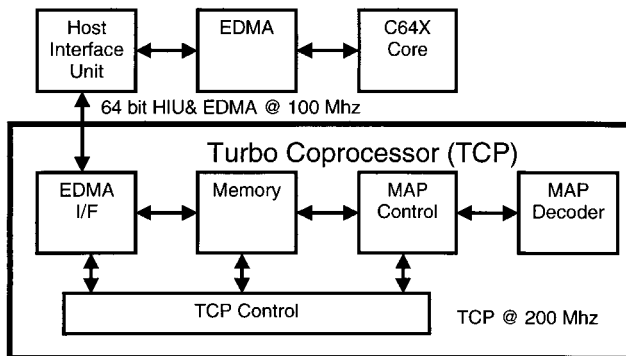 Host
Interface
Unit
EDMA
C64X
Core
64 bit HIU& EDMA @ 100 Mhz
Turbo Coprocessor (TCP)
EDMA
I/F
Memory
MAP
Control
MAP
Decoder
TCP Control
TCP @ 200 Mhz